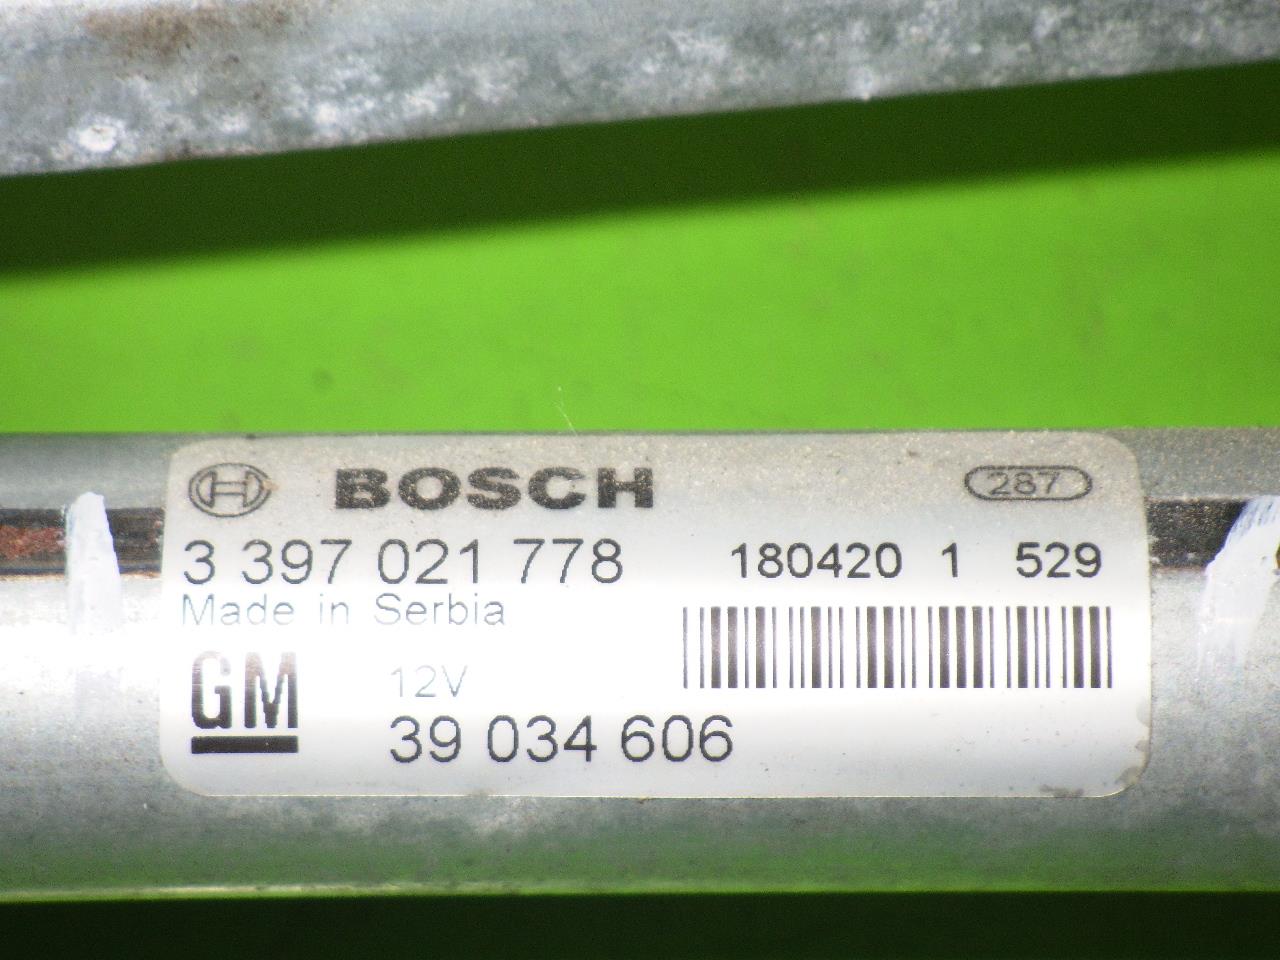 BOSCH 287
3 397 021 778 180420 1 529
Made in Serbia
GM 12V
39 034 606